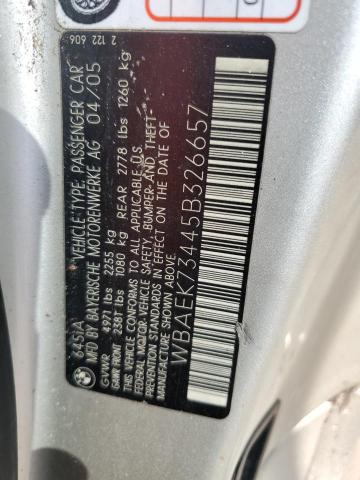 2 122 606
645IA
VEHICLE TYPE: PASSENGER CAR
MFD BY BAYERISCHE MOTORENWERKE AG 04/05
GVWR 4971 lbs 2255 kg
GAWR FRONT 2381 lbs 1080 kg REAR 2778 lbs 1260 kg
THIS VEHICLE CONFORMS TO ALL APPLICABLE U.S.
FEDERAL MOTOR VEHICLE SAFETY, BUMPER-AND THEFT-
PREVENTION STANDARDS IN EFFECT ON THE DATE OF
MANUFACTURE SHOWN ABOVE
WBAEK73445B326657